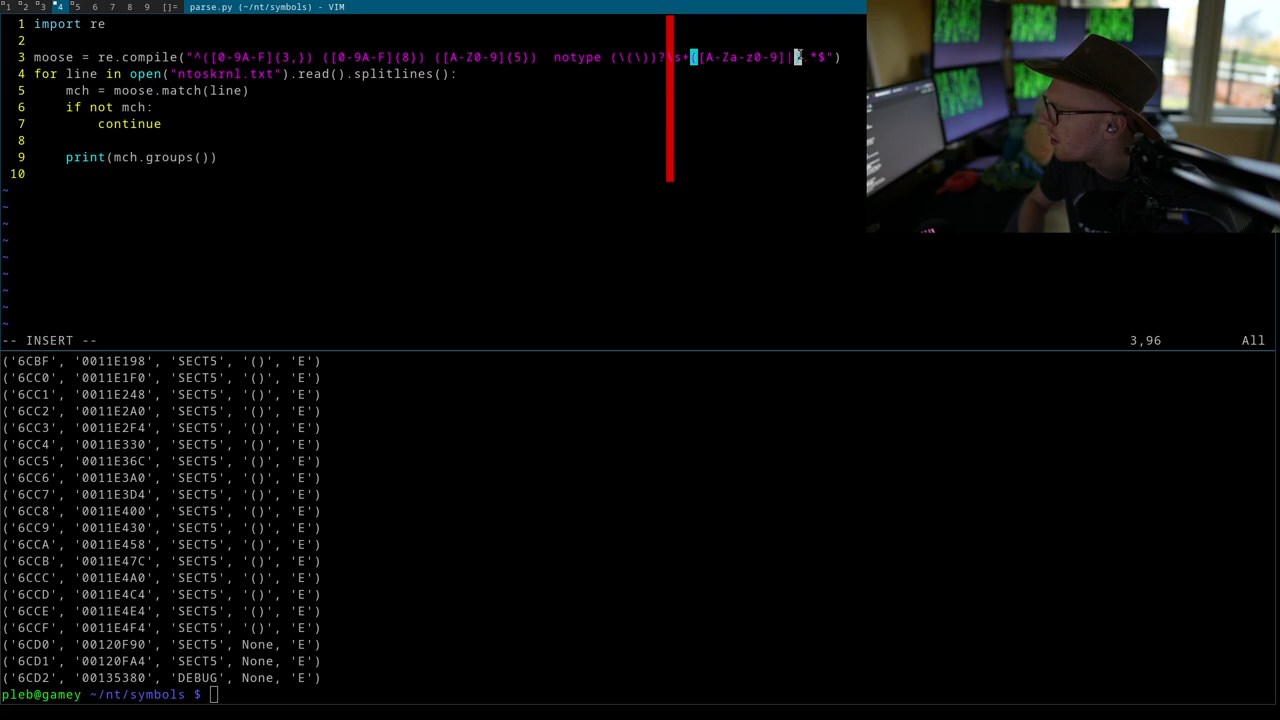 1 2 3 4 5 6 7 8 9 []= parse.py (~/nt/symbols) - VIM
1 import re
2
3 moose = re.compile("^([0-9A-F]{3,}) ([0-9A-F]{8}) ([A-Z0-9]{5})  notype (\(\))?\s+([A-Za-z0-9]|).*$")
4 for line in open("ntoskrnl.txt").read().splitlines():
5     mch = moose.match(line)
6     if not mch:
7         continue
8
9     print(mch.groups())
10
~
~
~
~
~
~
~
~
~
-- INSERT -- 3,96 All
('6CBF', '0011E198', 'SECT5', '()', 'E')
('6CC0', '0011E1F0', 'SECT5', '()', 'E')
('6CC1', '0011E248', 'SECT5', '()', 'E')
('6CC2', '0011E2A0', 'SECT5', '()', 'E')
('6CC3', '0011E2F4', 'SECT5', '()', 'E')
('6CC4', '0011E330', 'SECT5', '()', 'E')
('6CC5', '0011E36C', 'SECT5', '()', 'E')
('6CC6', '0011E3A0', 'SECT5', '()', 'E')
('6CC7', '0011E3D4', 'SECT5', '()', 'E')
('6CC8', '0011E400', 'SECT5', '()', 'E')
('6CC9', '0011E430', 'SECT5', '()', 'E')
('6CCA', '0011E458', 'SECT5', '()', 'E')
('6CCB', '0011E47C', 'SECT5', '()', 'E')
('6CCC', '0011E4A0', 'SECT5', '()', 'E')
('6CCD', '0011E4C4', 'SECT5', '()', 'E')
('6CCE', '0011E4E4', 'SECT5', '()', 'E')
('6CCF', '0011E4F4', 'SECT5', '()', 'E')
('6CD0', '00120F90', 'SECT5', None, 'E')
('6CD1', '00120FA4', 'SECT5', None, 'E')
('6CD2', '00135380', 'DEBUG', None, 'E')
pleb@gamey ~/nt/symbols $